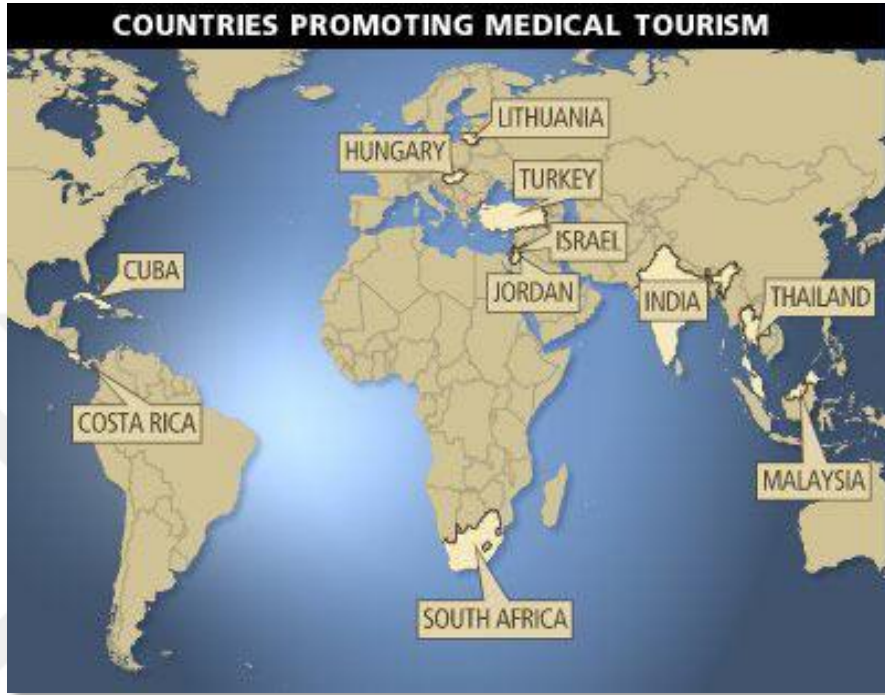 COUNTRIES PROMOTING MEDICAL TOURISM
LITHUANIA
HUNGARY
TURKEY
ISRAEL
CUBA
JORDAN
INDIA
THAILAND
COSTA RICA
MALAYSIA
SOUTH AFRICA